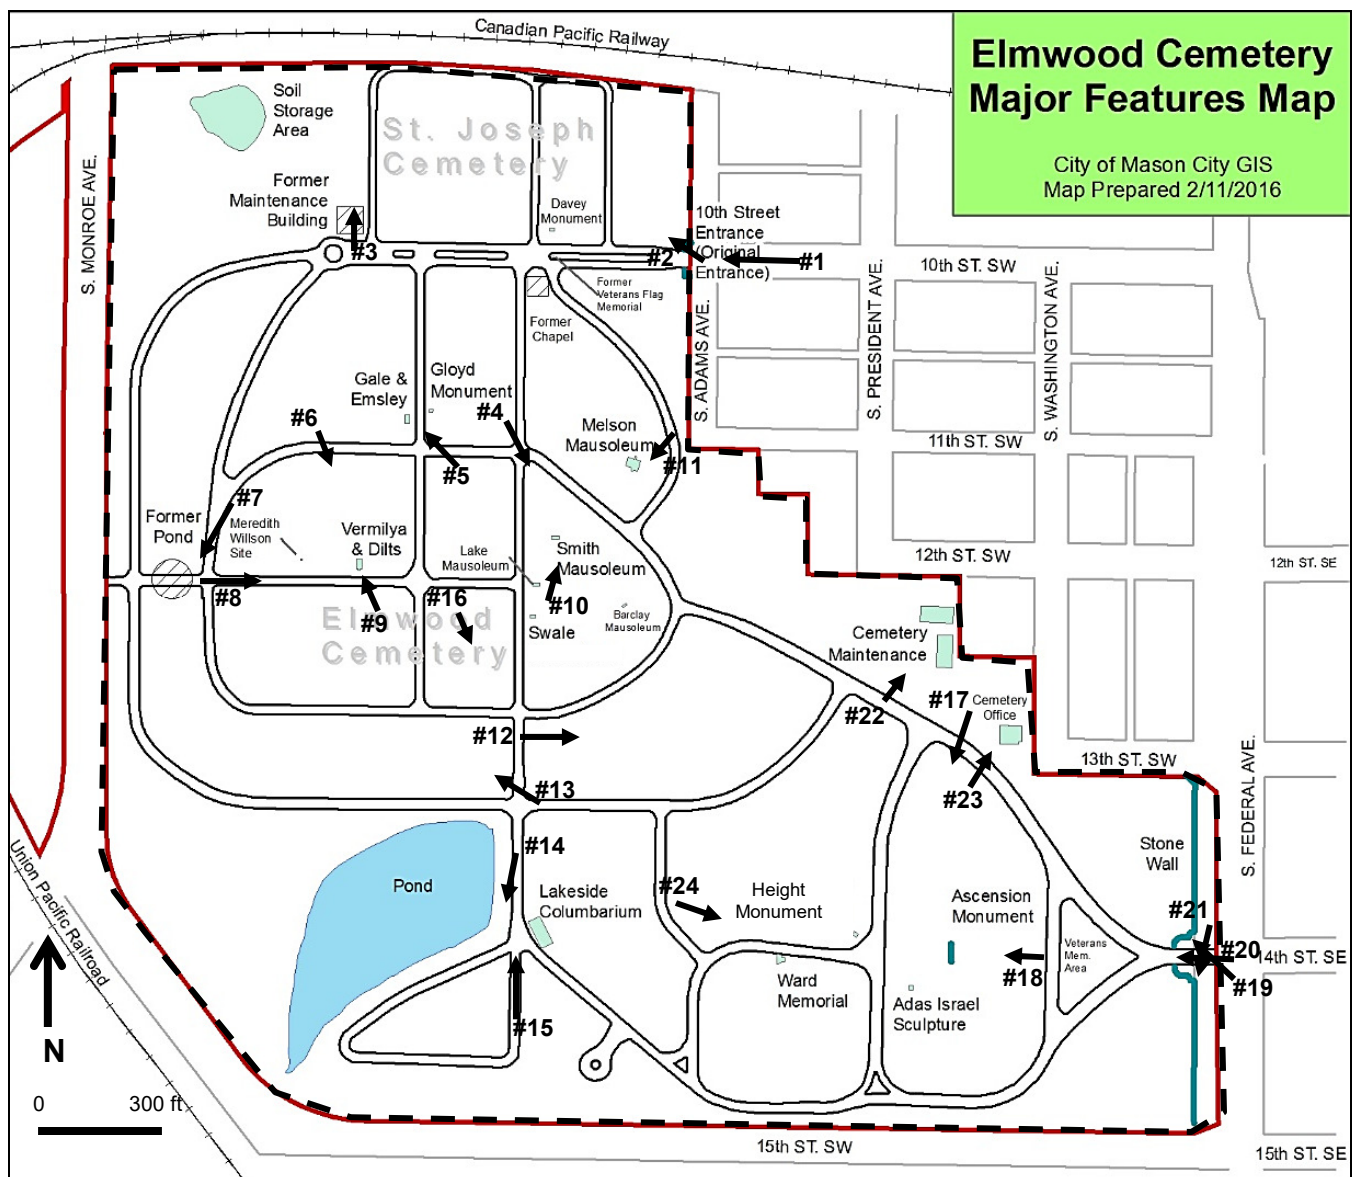 Canadian Pacific Railway
Elmwood Cemetery
Major Features Map
City of Mason City GIS
Map Prepared 2/11/2016
Soil
Storage
Area
St. Joseph
Cemetery
S. MONROE AVE.
Former
Maintenance
Building
Davey
Monument
10th Street
Entrance
(Original
Entrance)
#3
#2
#1
10th ST. SW
Former
Veterans Flag
Memorial
Former
Chapel
S. ADAMS AVE.
S. PRESIDENT AVE.
S. WASHINGTON AVE.
Gale &
Emsley
Gloyd
Monument
#6
#4
Melson
Mausoleum
11th ST. SW
#5
#11
#7
Former
Pond
Meredith
Willson
Site
Vermilya
& Dilts
Lake
Mausoleum
Smith
Mausoleum
12th ST. SW
12th ST. SE
#8
#9
#16
#10
Elmwood
Cemetery
Swale
Barclay
Mausoleum
Cemetery
Maintenance
#22
#17
Cemetery
Office
#12
13th ST. SW
#13
#23
S. FEDERAL AVE.
Union Pacific Railroad
#14
Stone
Wall
Pond
Lakeside
Columbarium
#24
Height
Monument
Ascension
Monument
#21
Veterans
Mem.
Area
#20
14th ST. SE
#18
#19
Ward
Memorial
Adas Israel
Sculpture
#15
N
0 300 ft
15th ST. SW
15th ST. SE